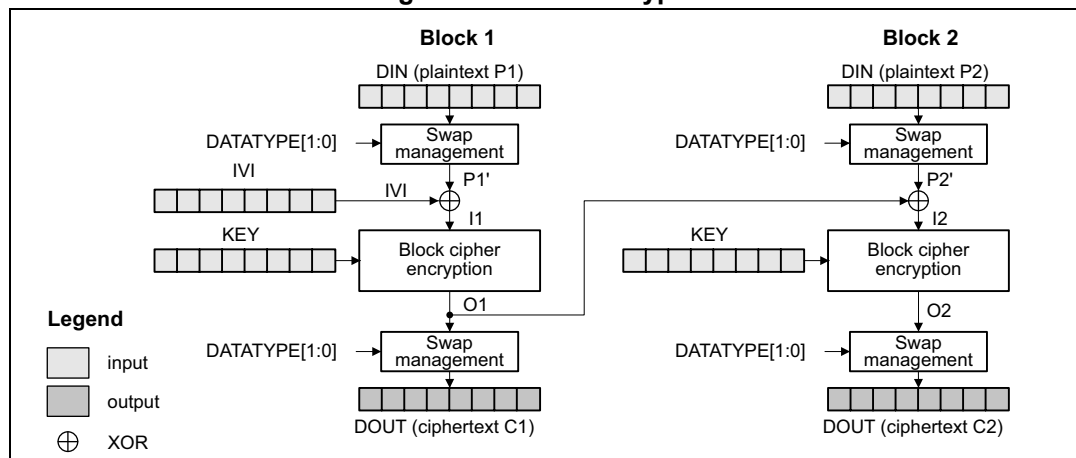 Block 1
DIN (plaintext P1)
DATATYPE[1:0]
Swap
management
IVI
IVI
P1'
I1
KEY
Block cipher
encryption
O1
DATATYPE[1:0]
Swap
management
DOUT (ciphertext C1)
Block 2
DIN (plaintext P2)
DATATYPE[1:0]
Swap
management
P2'
I2
KEY
Block cipher
encryption
O2
DATATYPE[1:0]
Swap
management
DOUT (ciphertext C2)
Legend
input
output
XOR